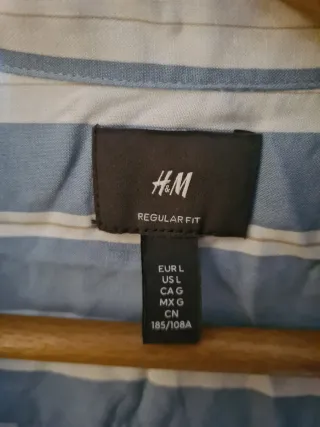 H&M
REGULAR FIT
EUR L
US L
CA G
MX G
CN
185/108A